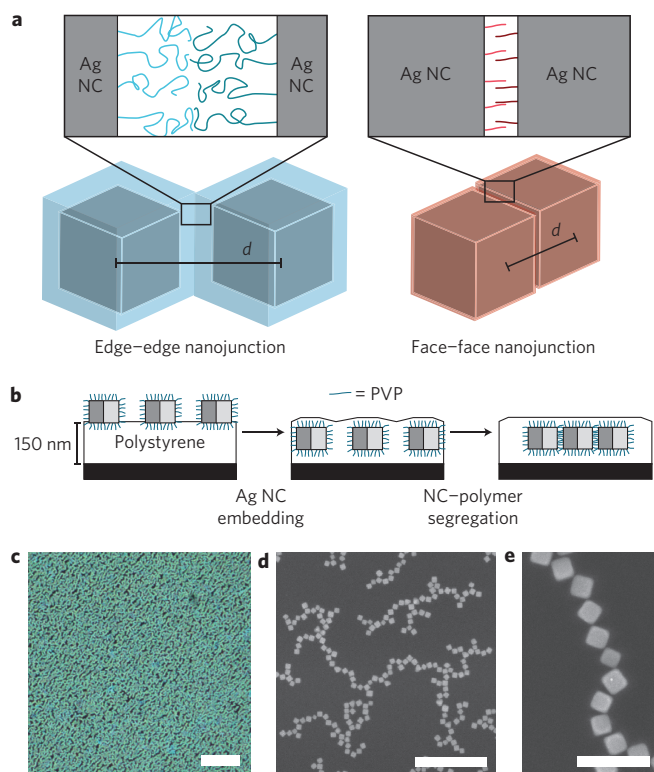 a
Ag
NC
Ag
NC
Ag NC
Ag NC
d
d
Edge–edge nanojunction
Face–face nanojunction
b
= PVP
150 nm
Polystyrene
Ag NC
embedding
NC–polymer
segregation
c
d
e